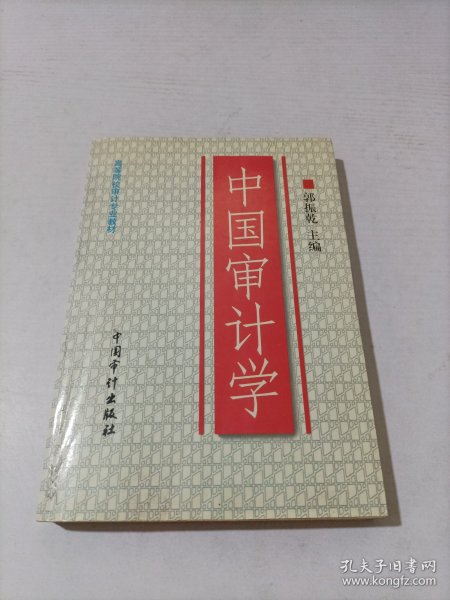 高等院校审计专业教材
中国审计学
郭振乾 主编
中国审计出版社
孔夫子旧书网
www.kongfz.com